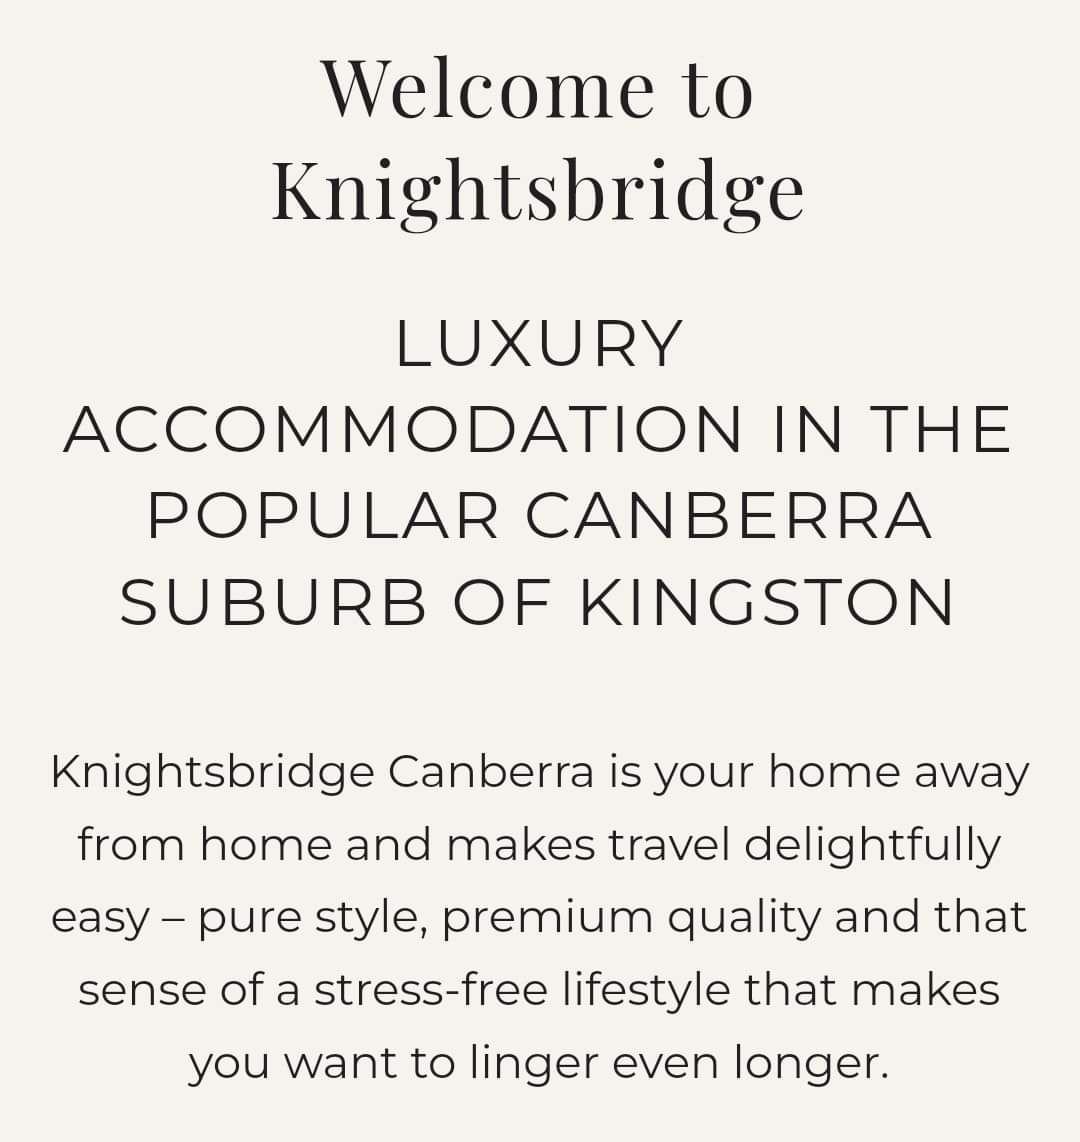 Welcome to
Knightsbridge
LUXURY
ACCOMMODATION IN THE
POPULAR CANBERRA
SUBURB OF KINGSTON
Knightsbridge Canberra is your home away
from home and makes travel delightfully
easy – pure style, premium quality and that
sense of a stress-free lifestyle that makes
you want to linger even longer.